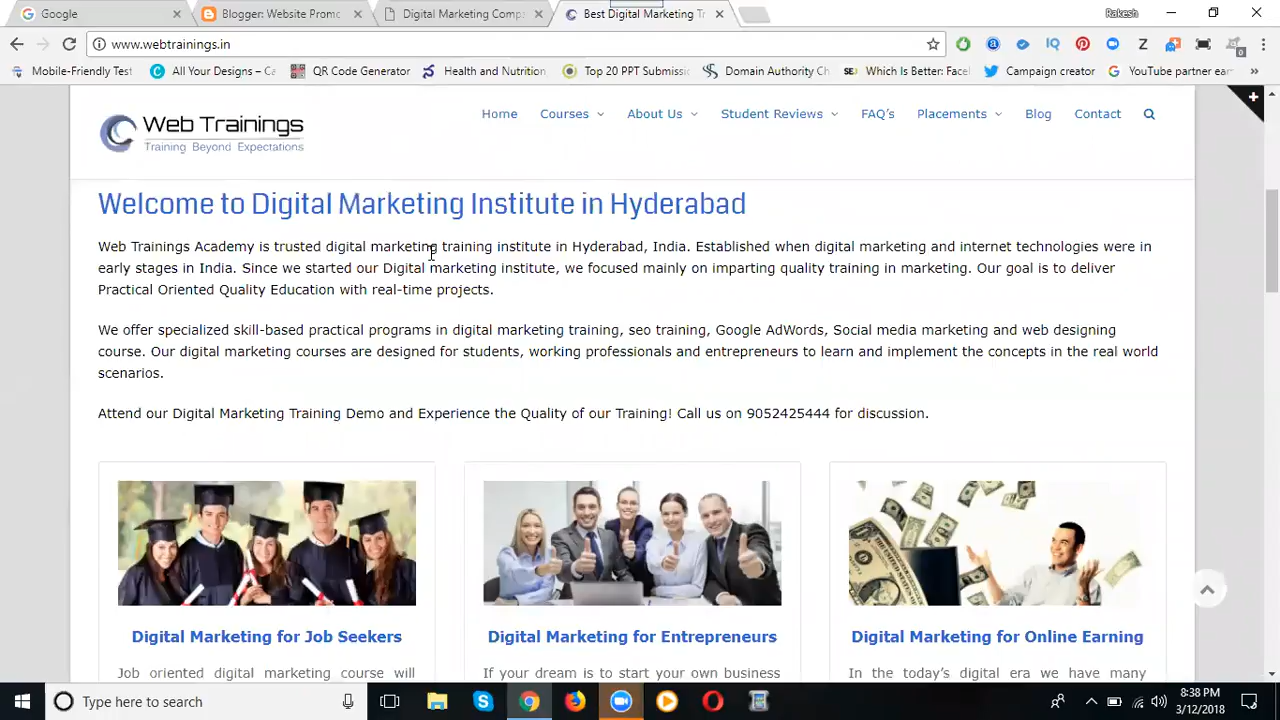 Google
Blogger: Website Promo
Digital Marketing Comp
Best Digital Marketing Tr
Rakesh
www.webtrainings.in
Mobile-Friendly Test
All Your Designs – Ca
QR Code Generator
Health and Nutrition
Top 20 PPT Submissio
Domain Authority Ch
Which Is Better: Facel
Campaign creator
YouTube partner ear
Web Trainings
Training Beyond Expectations
Home
Courses
About Us
Student Reviews
FAQ's
Placements
Blog
Contact
Welcome to Digital Marketing Institute in Hyderabad
Web Trainings Academy is trusted digital marketing training institute in Hyderabad, India. Established when digital marketing and internet technologies were in
early stages in India. Since we started our Digital marketing institute, we focused mainly on imparting quality training in marketing. Our goal is to deliver
Practical Oriented Quality Education with real-time projects.
We offer specialized skill-based practical programs in digital marketing training, seo training, Google AdWords, Social media marketing and web designing
course. Our digital marketing courses are designed for students, working professionals and entrepreneurs to learn and implement the concepts in the real world
scenarios.
Attend our Digital Marketing Training Demo and Experience the Quality of our Training! Call us on 9052425444 for discussion.
Digital Marketing for Job Seekers
Digital Marketing for Entrepreneurs
Digital Marketing for Online Earning
Job oriented digital marketing course will
If your dream is to start your own business
In the today's digital era we have many
Type here to search
8:38 PM
3/12/2018